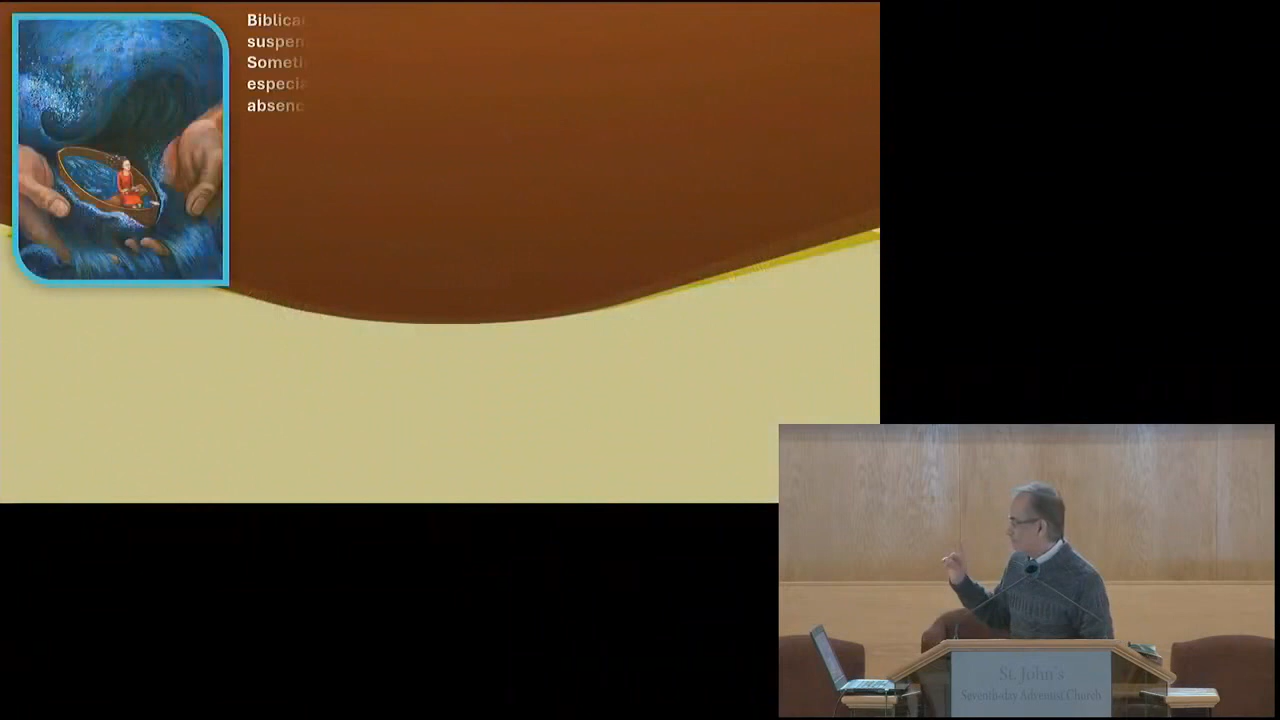 Biblica
suspen
Someti
especia
absenc
St. John's
Seventh-day Adventist Church